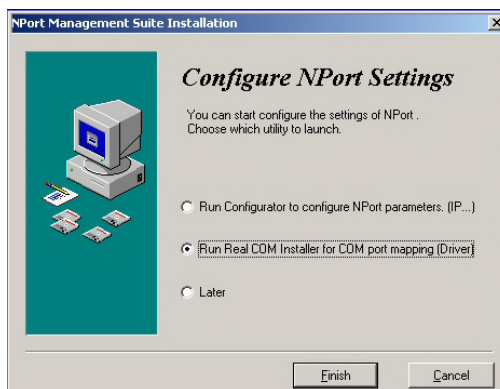 NPort Management Suite Installation
Configure NPort Settings
You can start configure the settings of NPort .
Choose which utility to launch.
Run Configurator to configure NPort parameters. (IP...)
Run Real COM Installer for COM port mapping (Driver)
Later
Finish Cancel